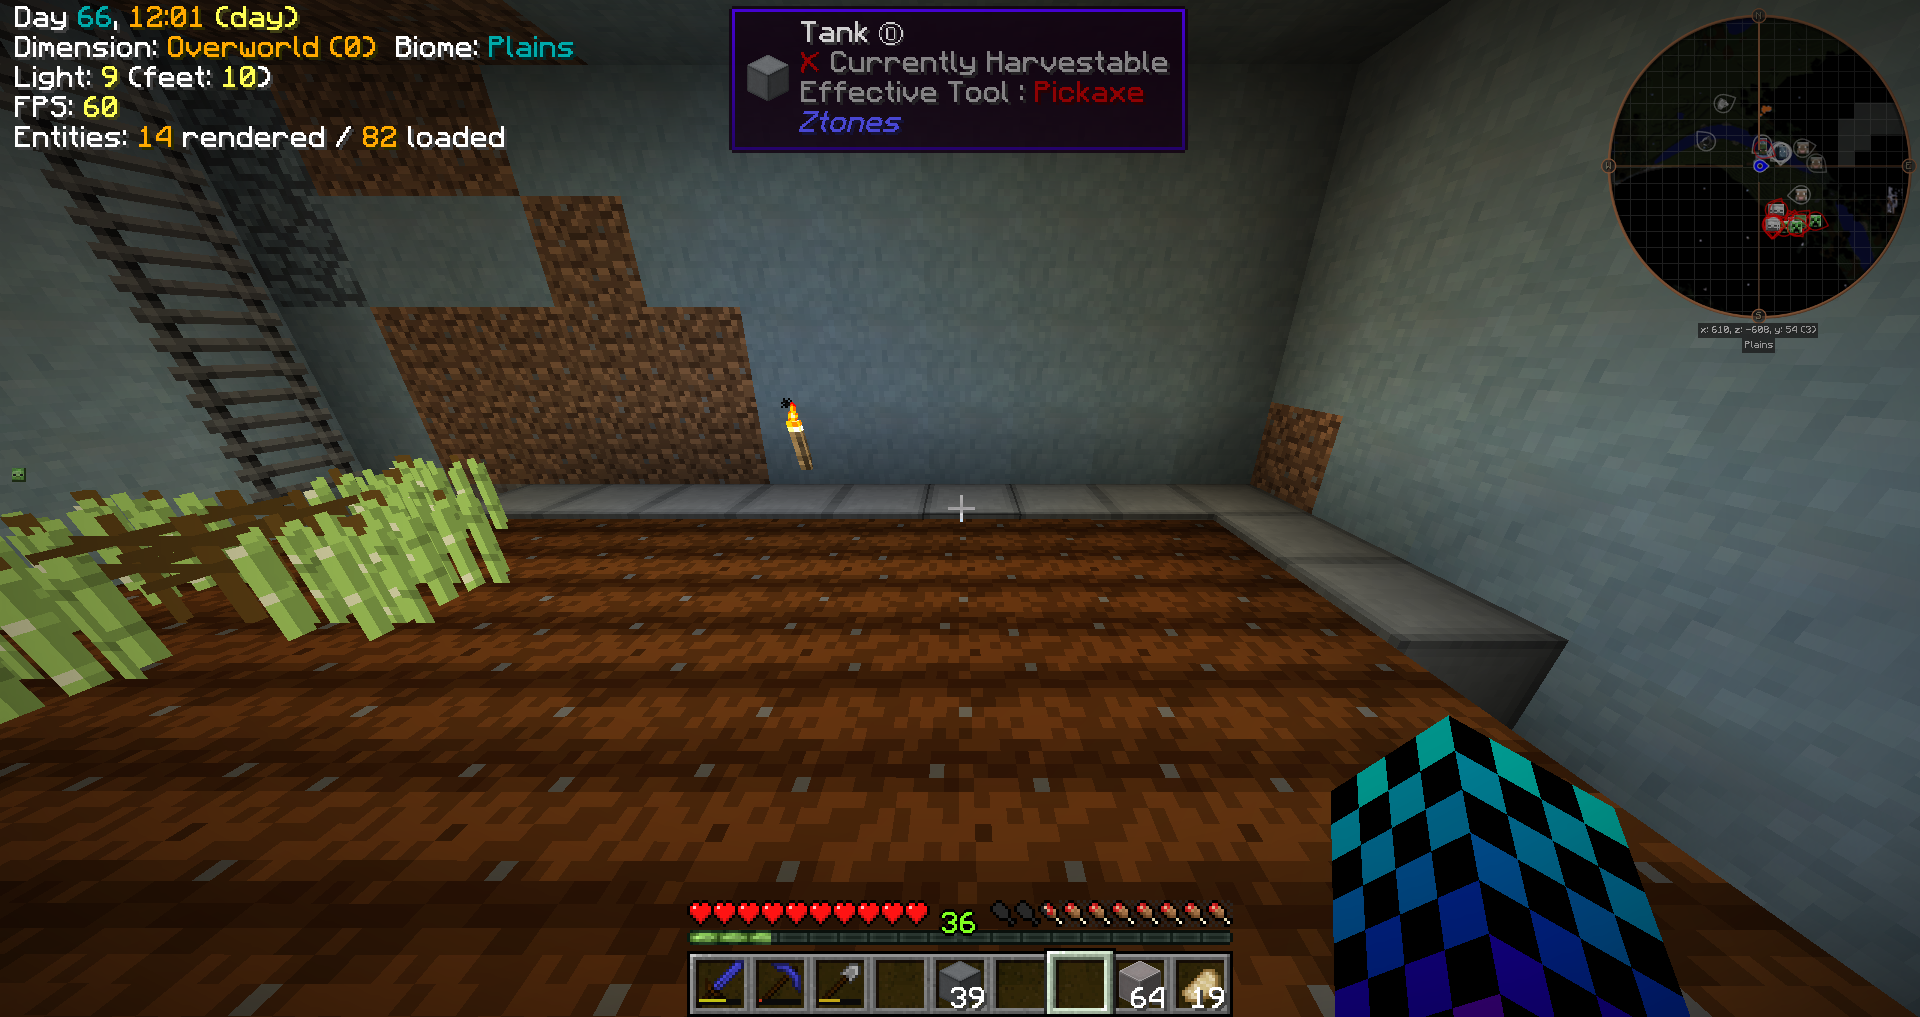 Day 66, 12:01 (day)
Dimension: Overworld (0) Biome: Plains
Light: 9 (feet: 10)
FPS: 60
Entities: 14 rendered / 82 loaded
Tank ⓪
X Currently Harvestable
Effective Tool : Pickaxe
Ztones
N
W
E
S
x: 610, z: -608, y: 54 (3)
Plains
36
39
64
19